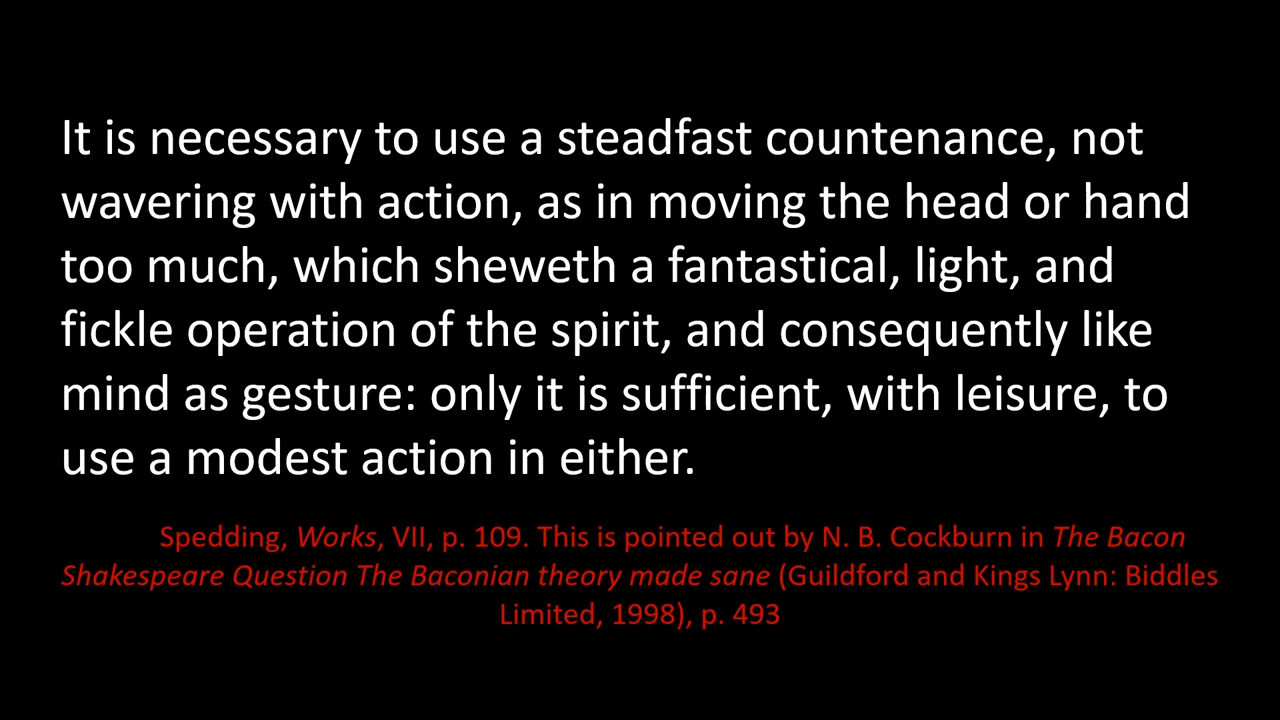 It is necessary to use a steadfast countenance, not
wavering with action, as in moving the head or hand
too much, which sheweth a fantastical, light, and
fickle operation of the spirit, and consequently like
mind as gesture: only it is sufficient, with leisure, to
use a modest action in either.
Spedding, Works, VII, p. 109. This is pointed out by N. B. Cockburn in The Bacon
Shakespeare Question The Baconian theory made sane (Guildford and Kings Lynn: Biddles
Limited, 1998), p. 493